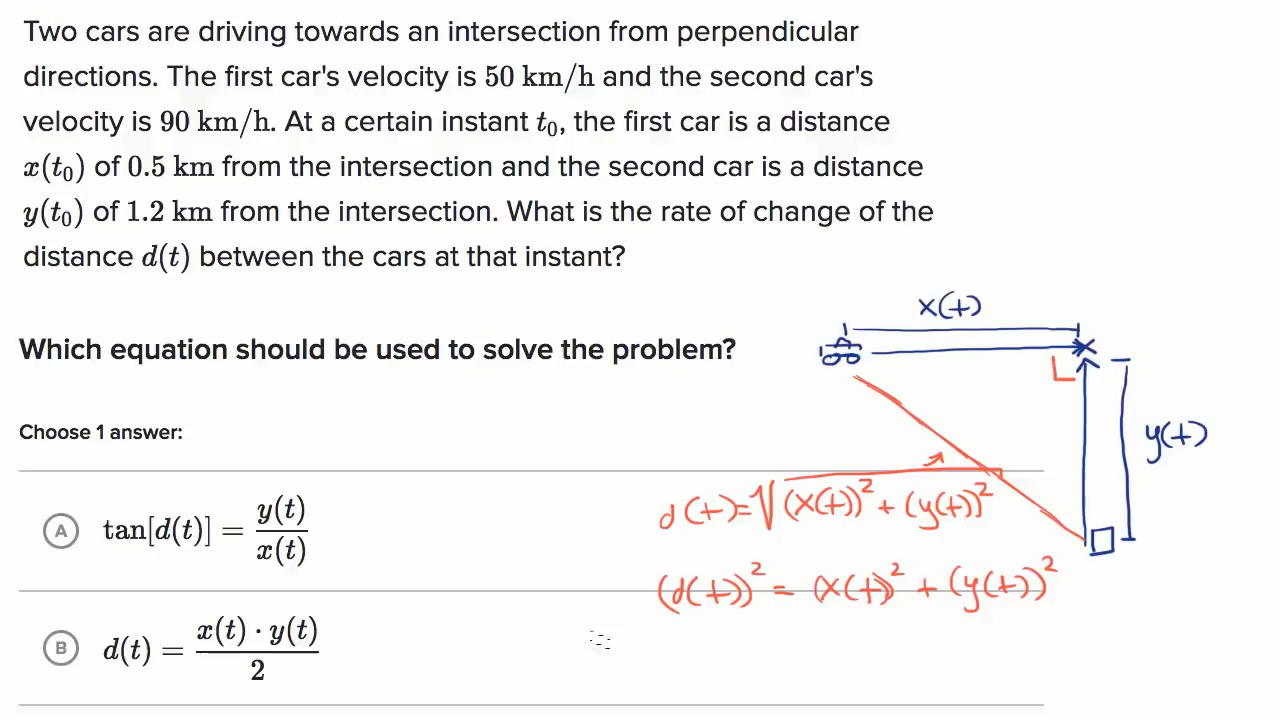 Two cars are driving towards an intersection from perpendicular
directions. The first car's velocity is 50 km/h and the second car's
velocity is 90 km/h. At a certain instant t₀, the first car is a distance
x(t₀) of 0.5 km from the intersection and the second car is a distance
y(t₀) of 1.2 km from the intersection. What is the rate of change of the
distance d(t) between the cars at that instant?
x(t)
Which equation should be used to solve the problem?
Choose 1 answer:
y(t)
A tan[d(t)] = y(t)/x(t)
d(t)=√((x(t))²+(y(t))²)
(d(t))² = (x(t))² + (y(t))²
B d(t) = x(t) · y(t)/2